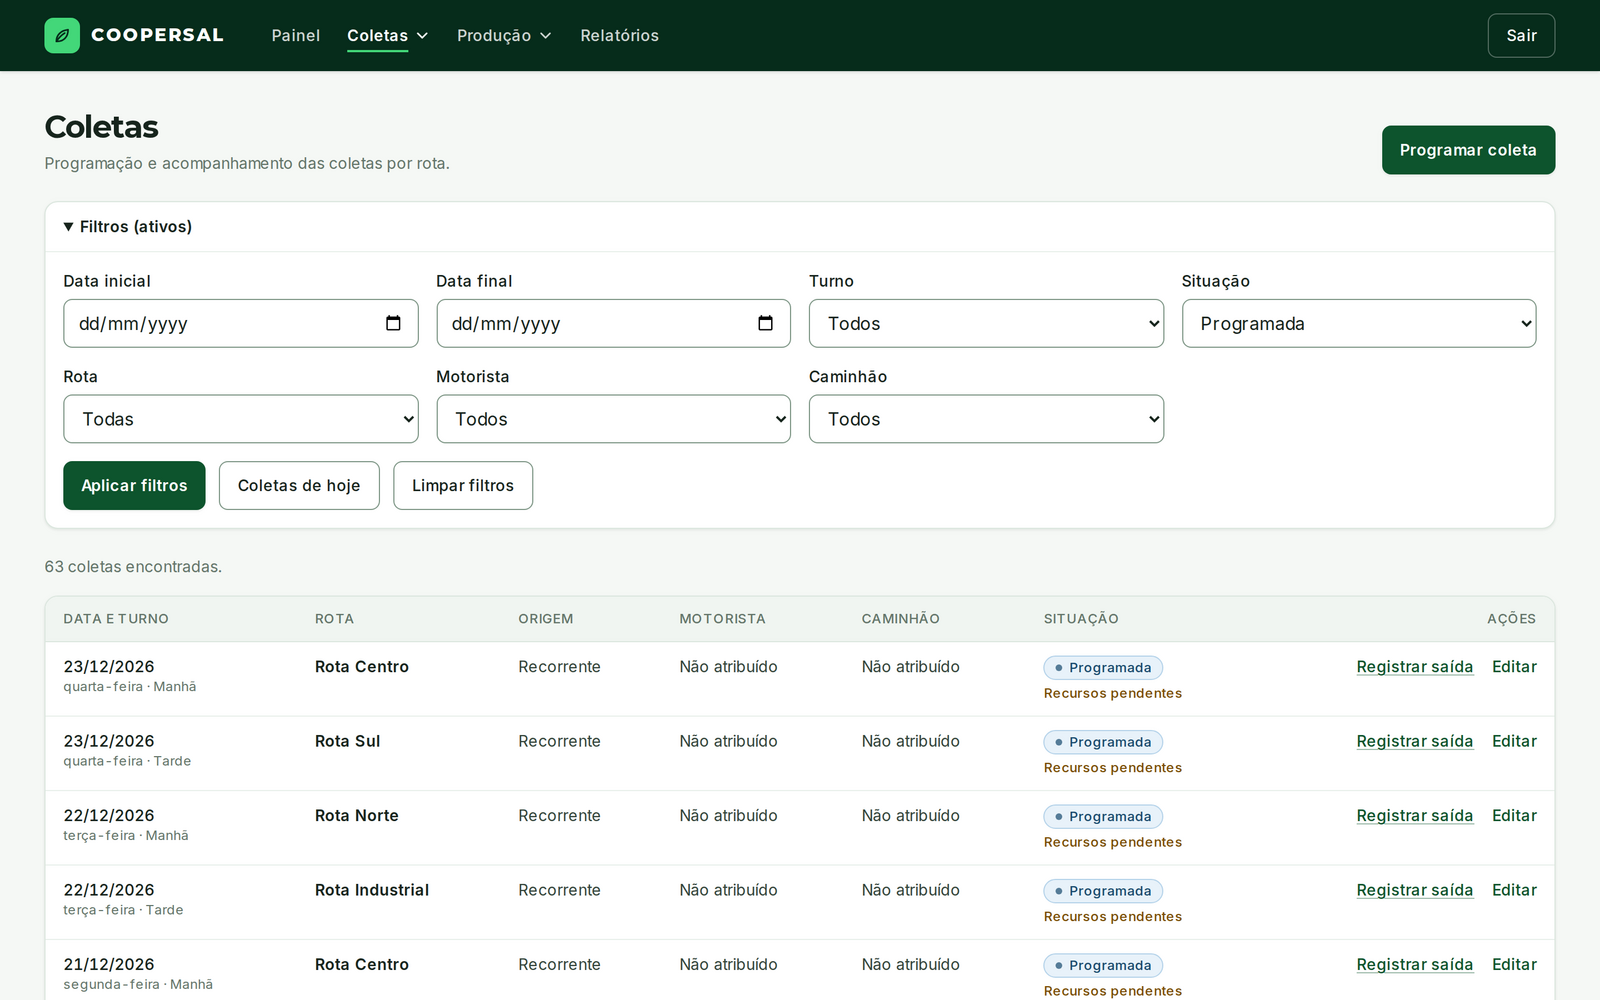 COOPERSAL Painel Coletas Produção Relatórios Sair
Coletas
Programação e acompanhamento das coletas por rota.
Programar coleta
Filtros (ativos)
Data inicial Data final Turno Situação
dd/mm/yyyy dd/mm/yyyy Todos Programada
Rota Motorista Caminhão
Todas Todos Todos
Aplicar filtros Coletas de hoje Limpar filtros
63 coletas encontradas.
DATA E TURNO ROTA ORIGEM MOTORISTA CAMINHÃO SITUAÇÃO AÇÕES
23/12/2026 Rota Centro Recorrente Não atribuído Não atribuído Programada Registrar saída Editar
quarta-feira · Manhã Recursos pendentes
23/12/2026 Rota Sul Recorrente Não atribuído Não atribuído Programada Registrar saída Editar
quarta-feira · Tarde Recursos pendentes
22/12/2026 Rota Norte Recorrente Não atribuído Não atribuído Programada Registrar saída Editar
terça-feira · Manhã Recursos pendentes
22/12/2026 Rota Industrial Recorrente Não atribuído Não atribuído Programada Registrar saída Editar
terça-feira · Tarde Recursos pendentes
21/12/2026 Rota Centro Recorrente Não atribuído Não atribuído Programada Registrar saída Editar
segunda-feira · Manhã Recursos pendentes